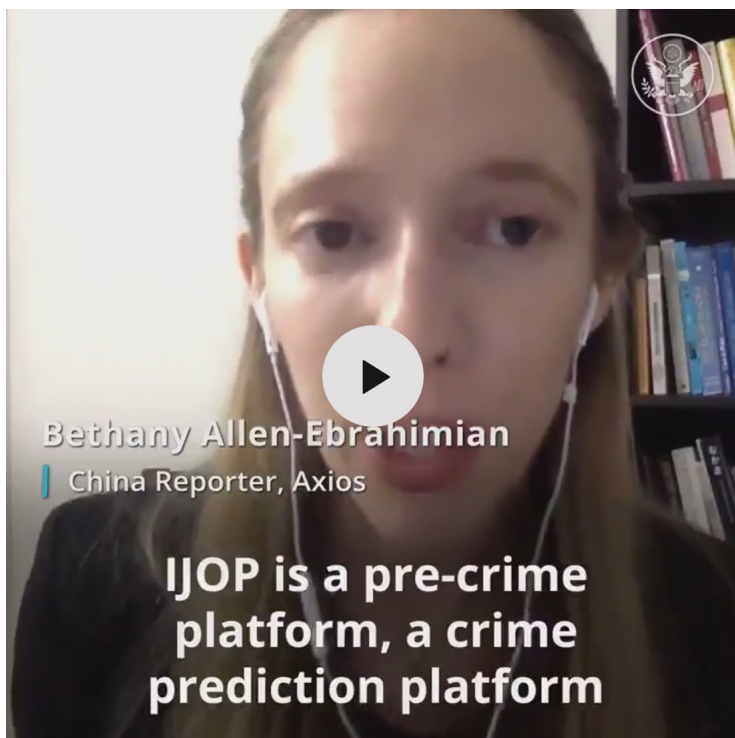 Bethany Allen-Ebrahimian
China Reporter, Axios
IJOP is a pre-crime
platform, a crime
prediction platform